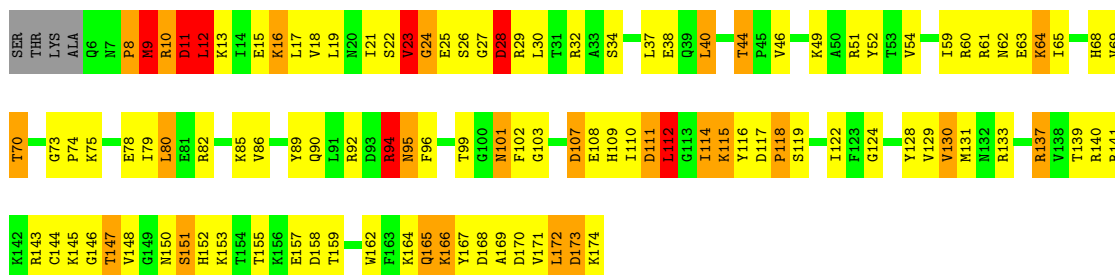 SER THR LYS ALA Q6 N7 P8 M9 R10 D11 L12 K13 I14 E15 K16 L17 V18 L19 N20 I21 S22 V23 G24 E25 S26 G27 D28 R29 L30 T31 R32 A33 S34 L37 E38 Q39 L40 T44 P45 V46 K49 A50 R51 Y52 T53 V54 I59 R60 R61 N62 E63 K64 I65 H68 V69
T70 G73 P74 K75 E78 I79 L80 E81 R82 K85 V86 Y89 Q90 L91 R92 D93 R94 N95 F96 T99 G100 N101 F102 G103 D107 E108 H109 I110 D111 L112 G113 I114 K115 Y116 D117 P118 S119 I122 F123 G124 Y128 V129 V130 M131 N132 R133 R137 V138 T139 R140 R141
K142 R143 C144 K145 G146 T147 V148 G149 N150 S151 H152 K153 T154 T155 K156 E157 D158 T159 W162 F163 K164 Q165 K166 Y167 D168 A169 D170 V171 L172 D173 K174